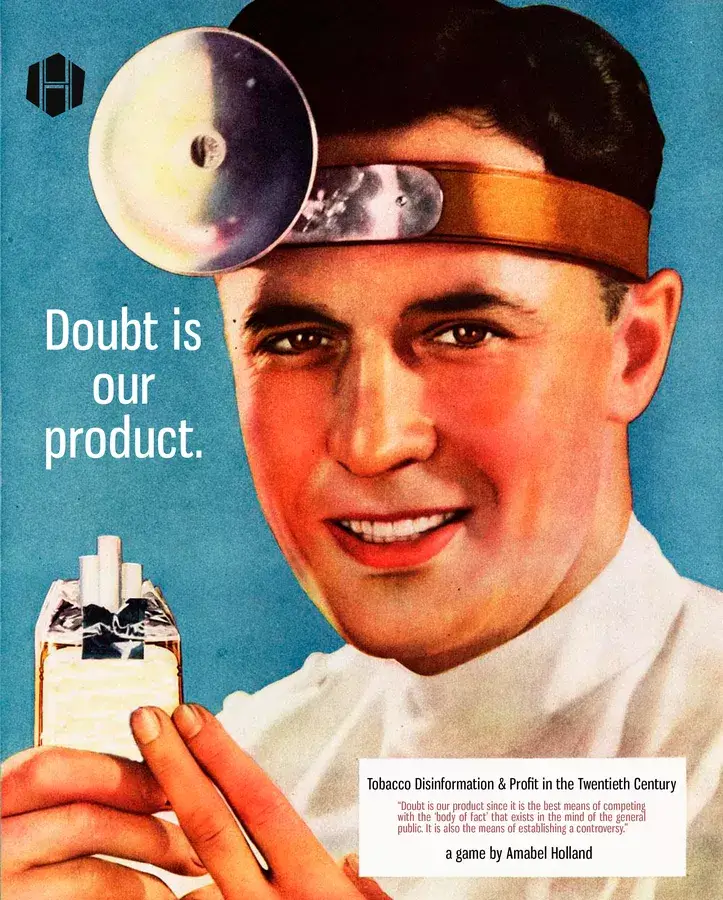 H
Doubt is
our
product.
Tobacco Disinformation & Profit in the Twentieth Century
"Doubt is our product since it is the best means of competing
with the 'body of fact' that exists in the mind of the general
public. It is also the means of establishing a controversy."
a game by Amabel Holland